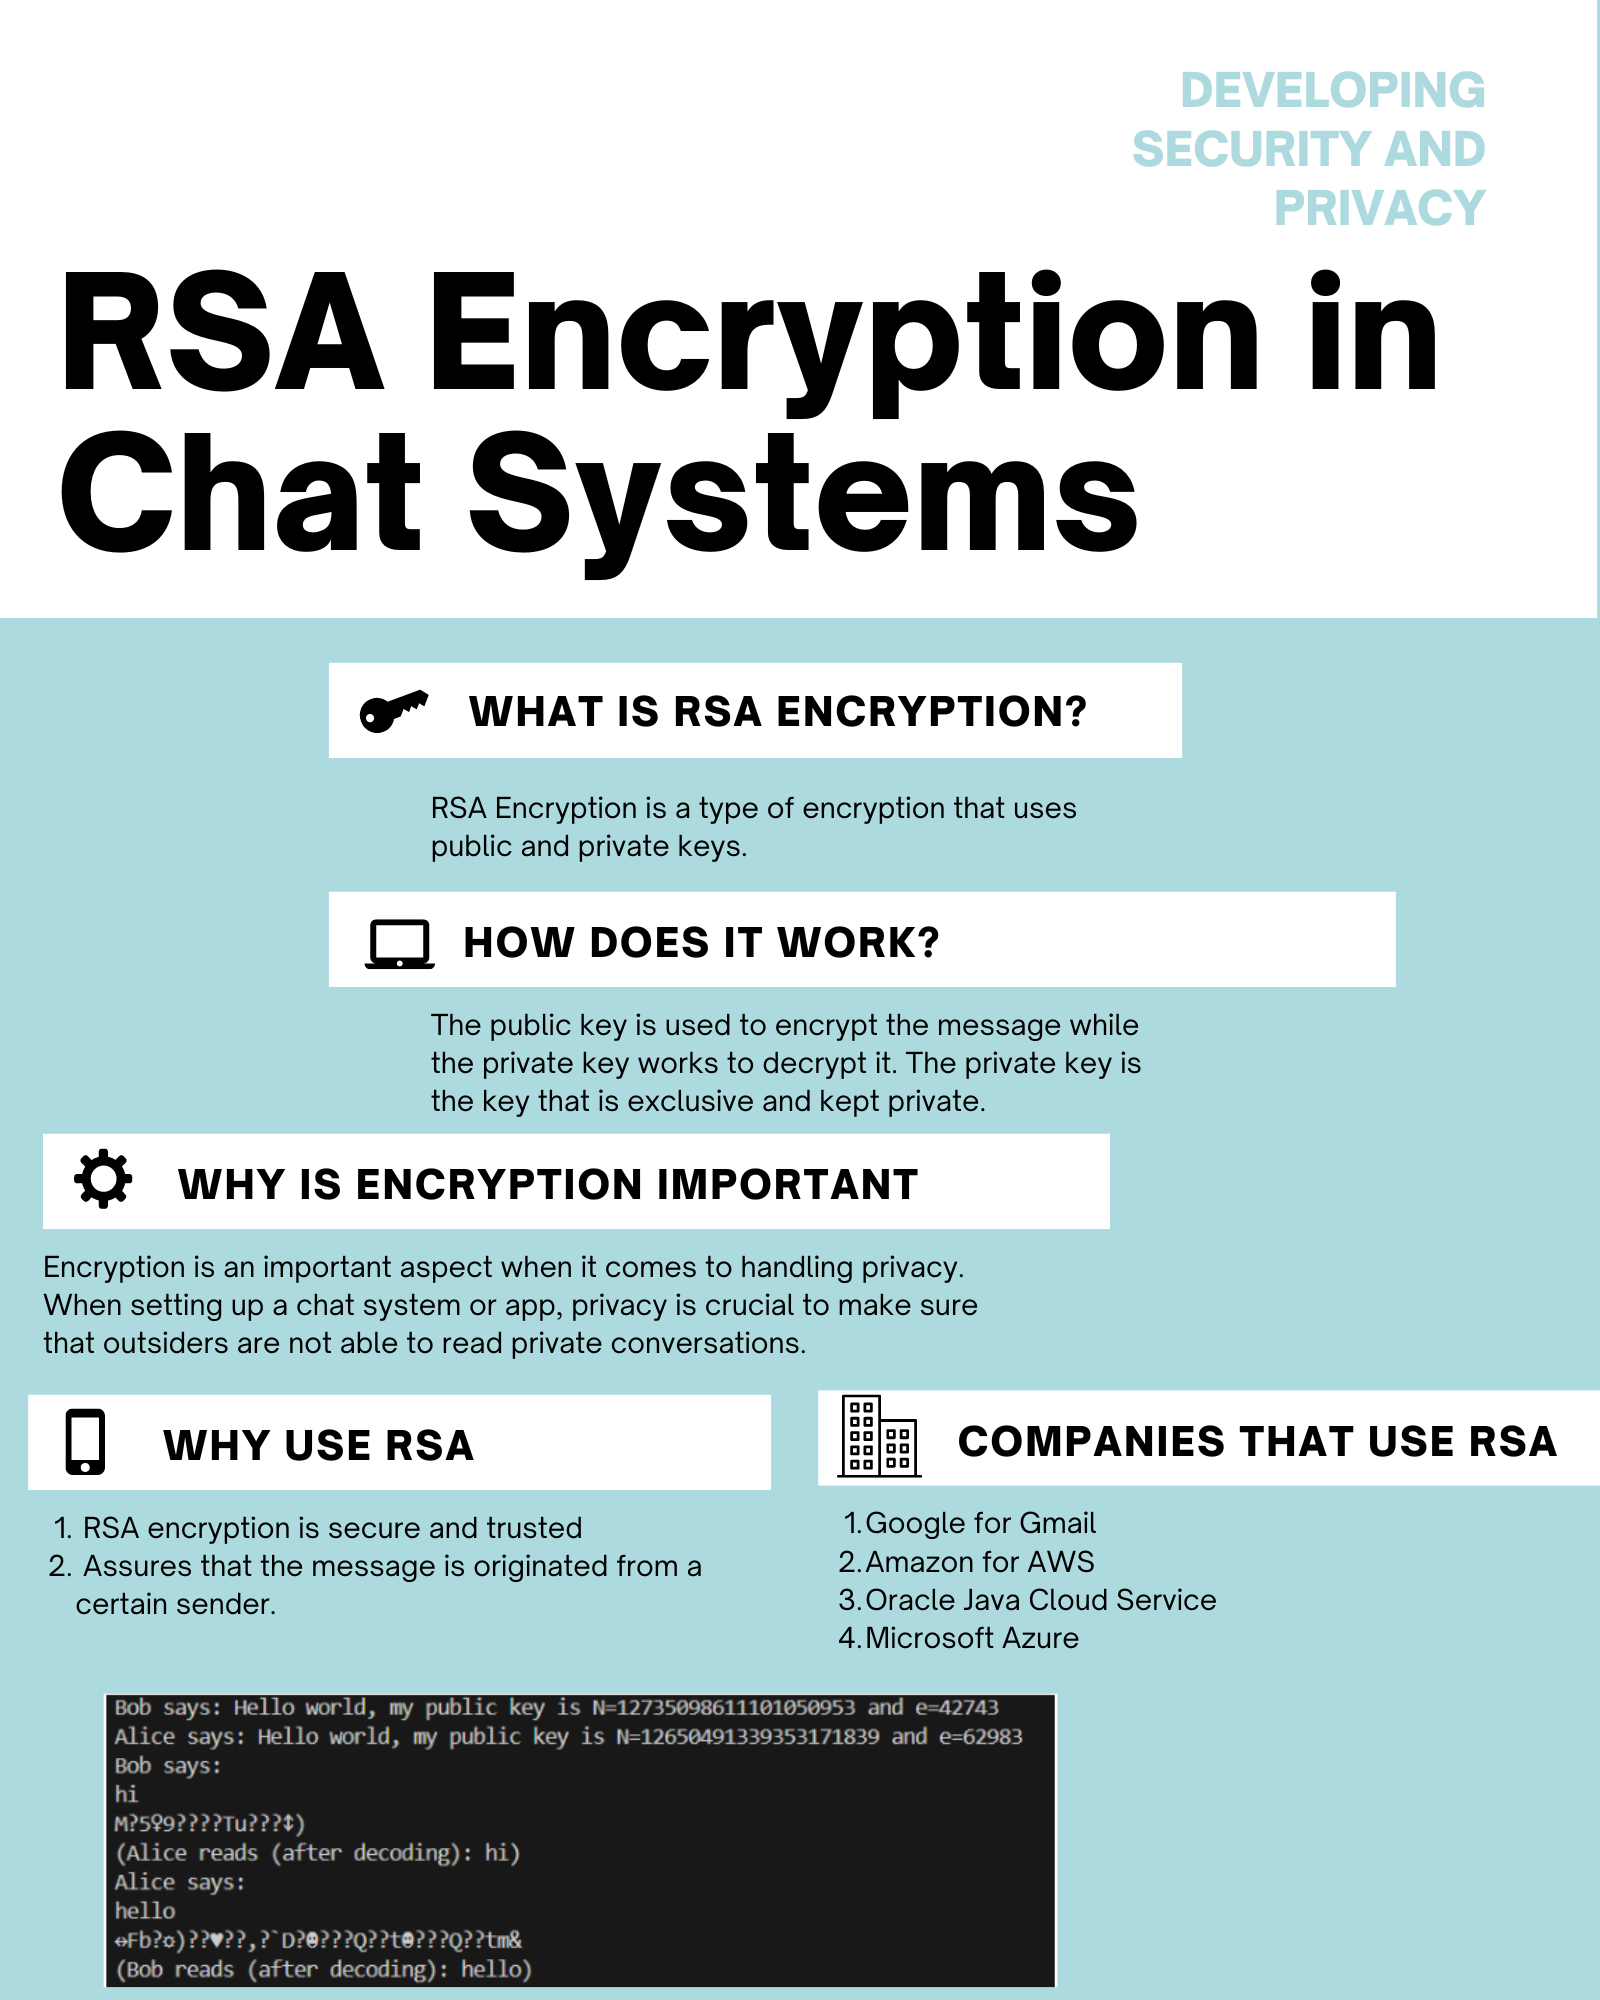 DEVELOPING
SECURITY AND
PRIVACY
RSA Encryption in
Chat Systems
WHAT IS RSA ENCRYPTION?
RSA Encryption is a type of encryption that uses
public and private keys.
HOW DOES IT WORK?
The public key is used to encrypt the message while
the private key works to decrypt it. The private key is
the key that is exclusive and kept private.
WHY IS ENCRYPTION IMPORTANT
Encryption is an important aspect when it comes to handling privacy.
When setting up a chat system or app, privacy is crucial to make sure
that outsiders are not able to read private conversations.
WHY USE RSA
1. RSA encryption is secure and trusted
2. Assures that the message is originated from a
certain sender.
COMPANIES THAT USE RSA
1.Google for Gmail
2.Amazon for AWS
3.Oracle Java Cloud Service
4.Microsoft Azure
Bob says: Hello world, my public key is N=12735098611101050953 and e=42743
Alice says: Hello world, my public key is N=12650491339353171839 and e=62983
Bob says:
hi
M?5♀9????Tu???↕)
(Alice reads (after decoding): hi)
Alice says:
hello
↔Fb?☼)??♥??,?`D?☻???Q??t☻???Q??tm&
(Bob reads (after decoding): hello)